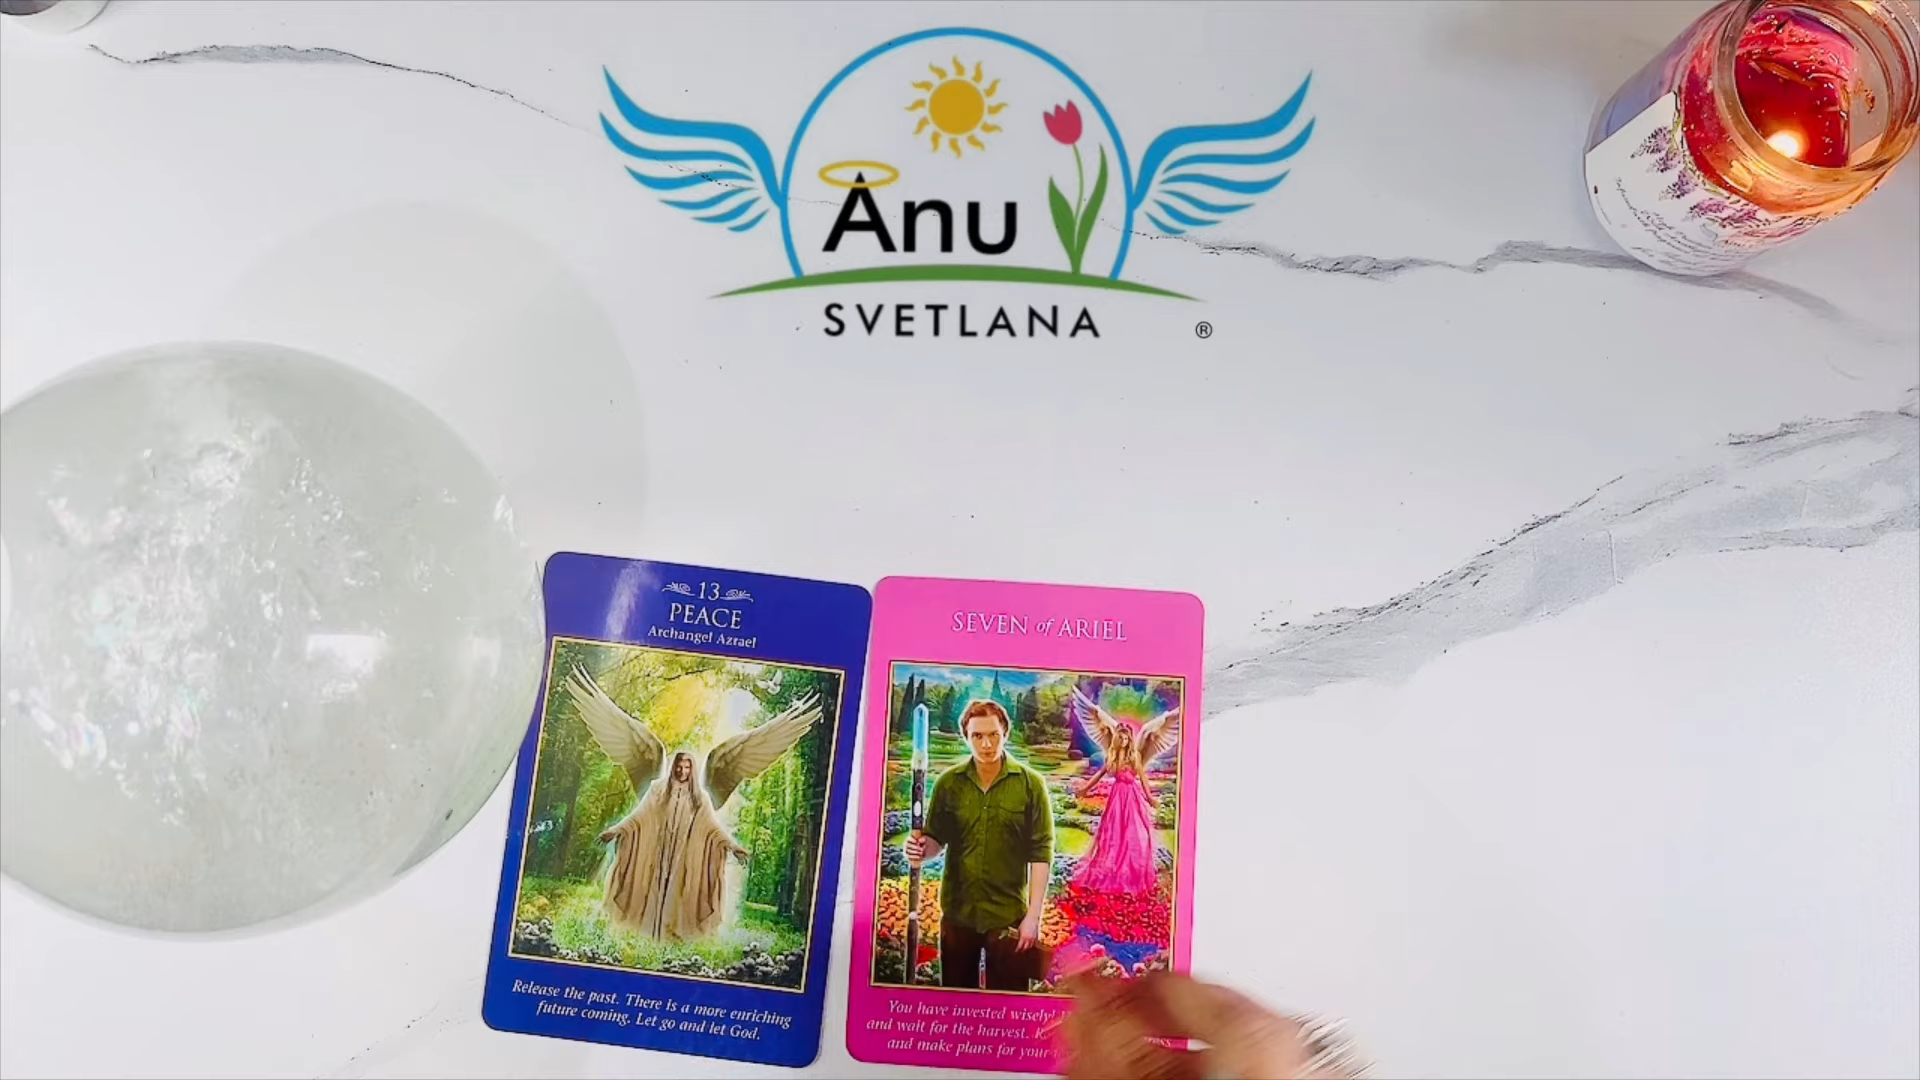 Anu
SVETLANA
®
13
PEACE
Archangel Azrael
Release the past. There is a more enriching
future coming. Let go and let God.
SEVEN of ARIEL
You have invested wisely!
and wait for the harvest.
and make plans for your